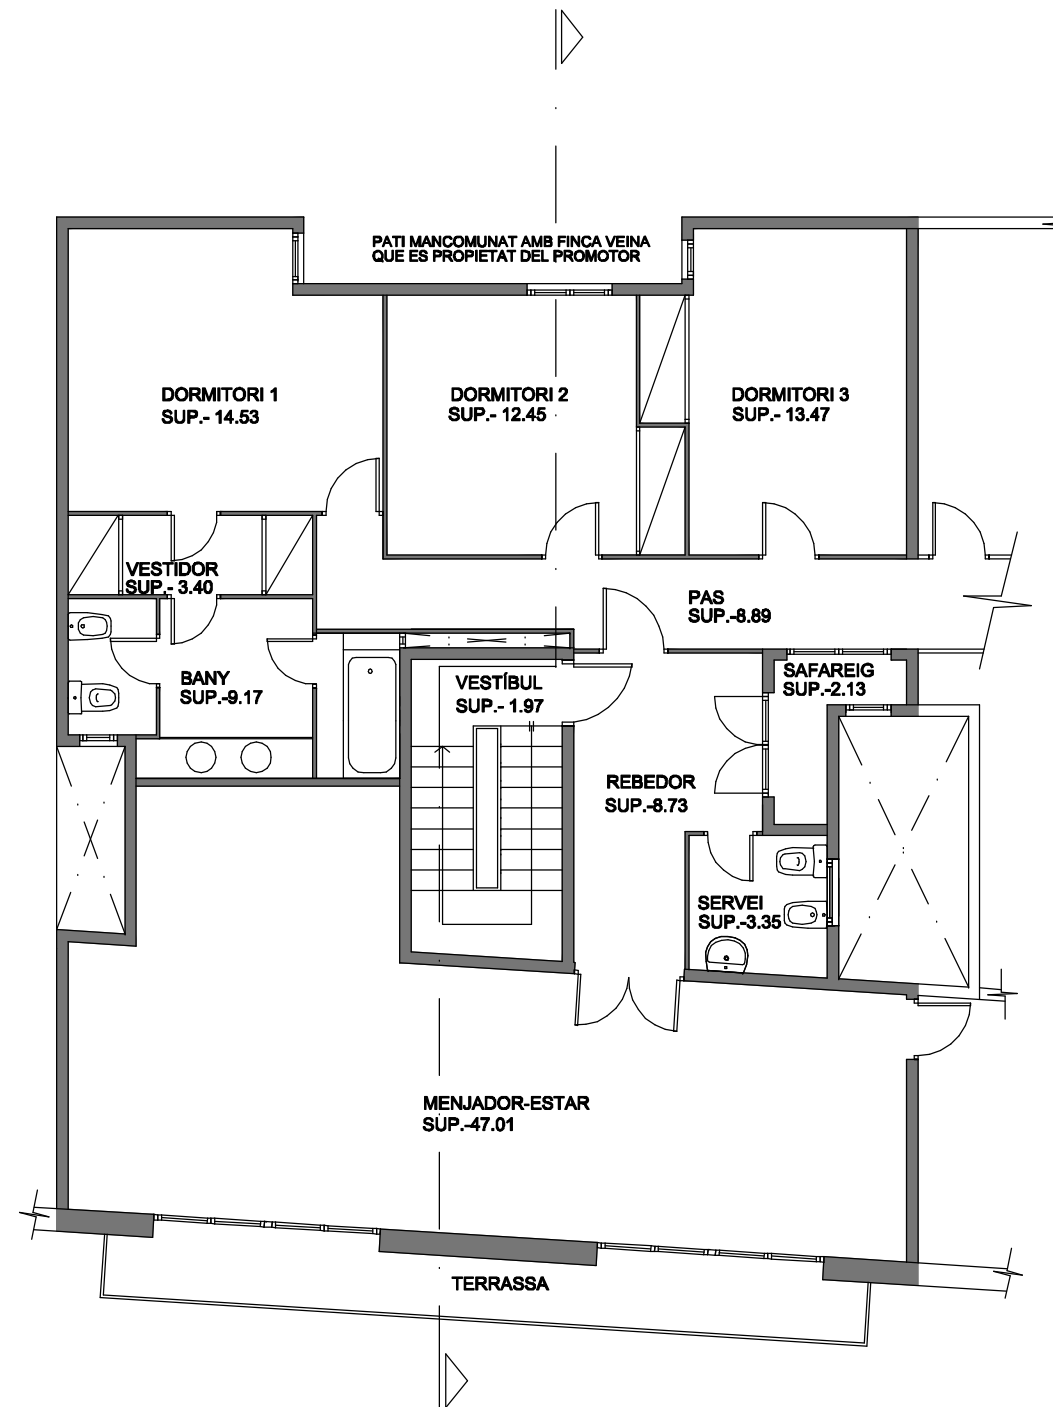 PATI MANCOMUNAT AMB FINCA VEINA
QUE ES PROPIETAT DEL PROMOTOR
DORMITORI 1
SUP.- 14.53
DORMITORI 2
SUP.- 12.45
DORMITORI 3
SUP.- 13.47
VESTIDOR
SUP.- 3.40
PAS
SUP.-8.89
BANY
SUP.-9.17
VESTÍBUL
SUP.- 1.97
SAFAREIG
SUP.-2.13
REBEDOR
SUP.-8.73
SERVEI
SUP.-3.35
MENJADOR-ESTAR
SUP.-47.01
TERRASSA